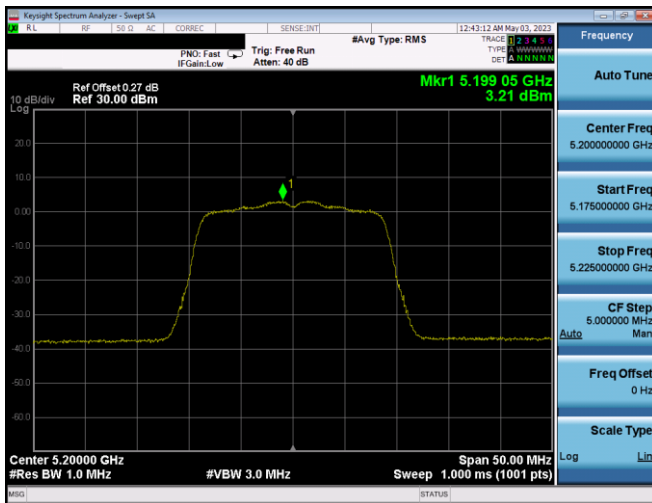 Keysight Spectrum Analyzer - Swept SA
RL RF 50 Ω AC CORREC SENSE:INT 12:43:12 AM May 03, 2023
#Avg Type: RMS
TRACE 1 2 3 4 5 6
TYPE A WWWWW
DET A N N N N N
PNO: Fast
IFGain:Low
Trig: Free Run
Atten: 40 dB
Mkr1 5.199 05 GHz
3.21 dBm
Ref Offset 0.27 dB
Ref 30.00 dBm
10 dB/div
Log
20.0
10.0
0.00
-10.0
-20.0
-30.0
-40.0
-50.0
-60.0
1
Center 5.20000 GHz
#Res BW 1.0 MHz
#VBW 3.0 MHz
Span 50.00 MHz
Sweep 1.000 ms (1001 pts)
MSG
STATUS
Frequency
Auto Tune
Center Freq
5.200000000 GHz
Start Freq
5.175000000 GHz
Stop Freq
5.225000000 GHz
CF Step
5.000000 MHz
Auto Man
Freq Offset
0 Hz
Scale Type
Log Lin